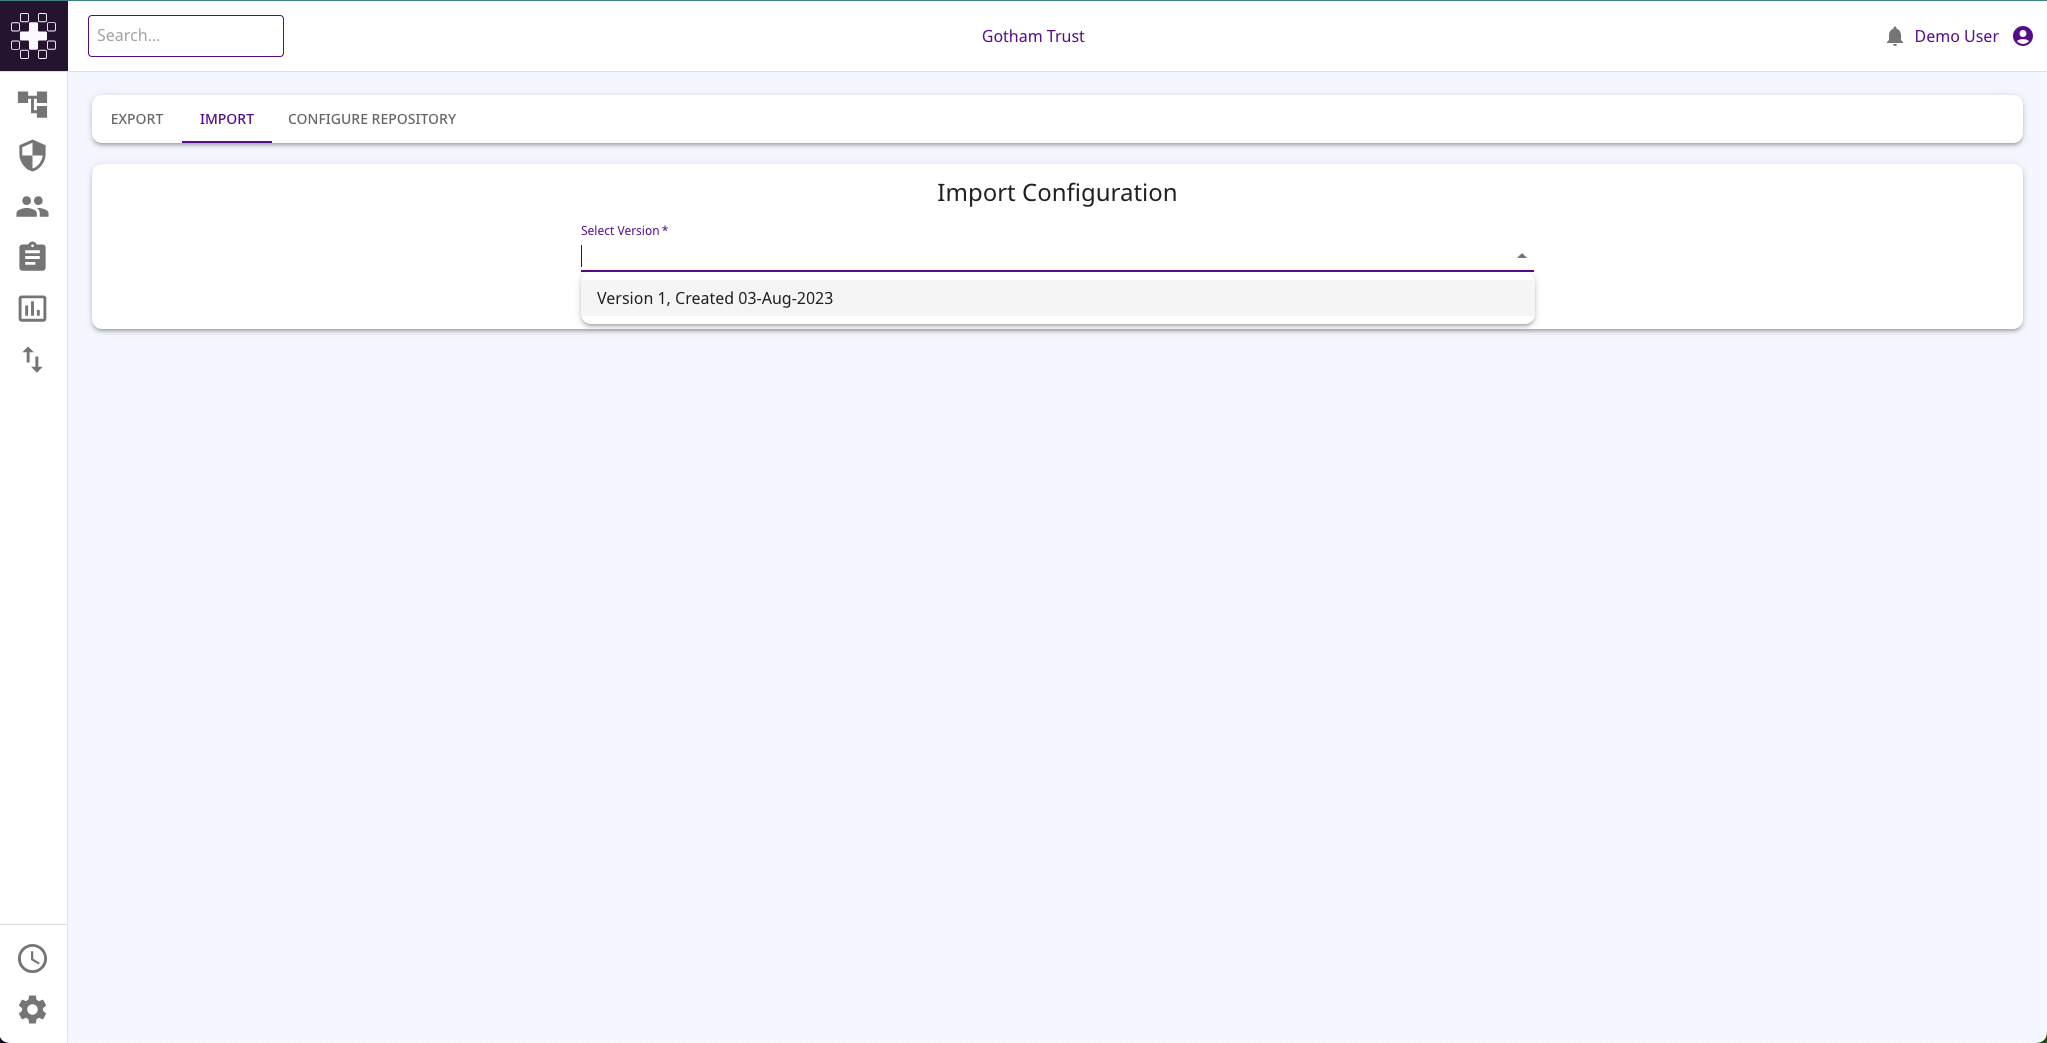 Search...
Gotham Trust
Demo User
EXPORT
IMPORT
CONFIGURE REPOSITORY
Import Configuration
Select Version *
Version 1, Created 03-Aug-2023